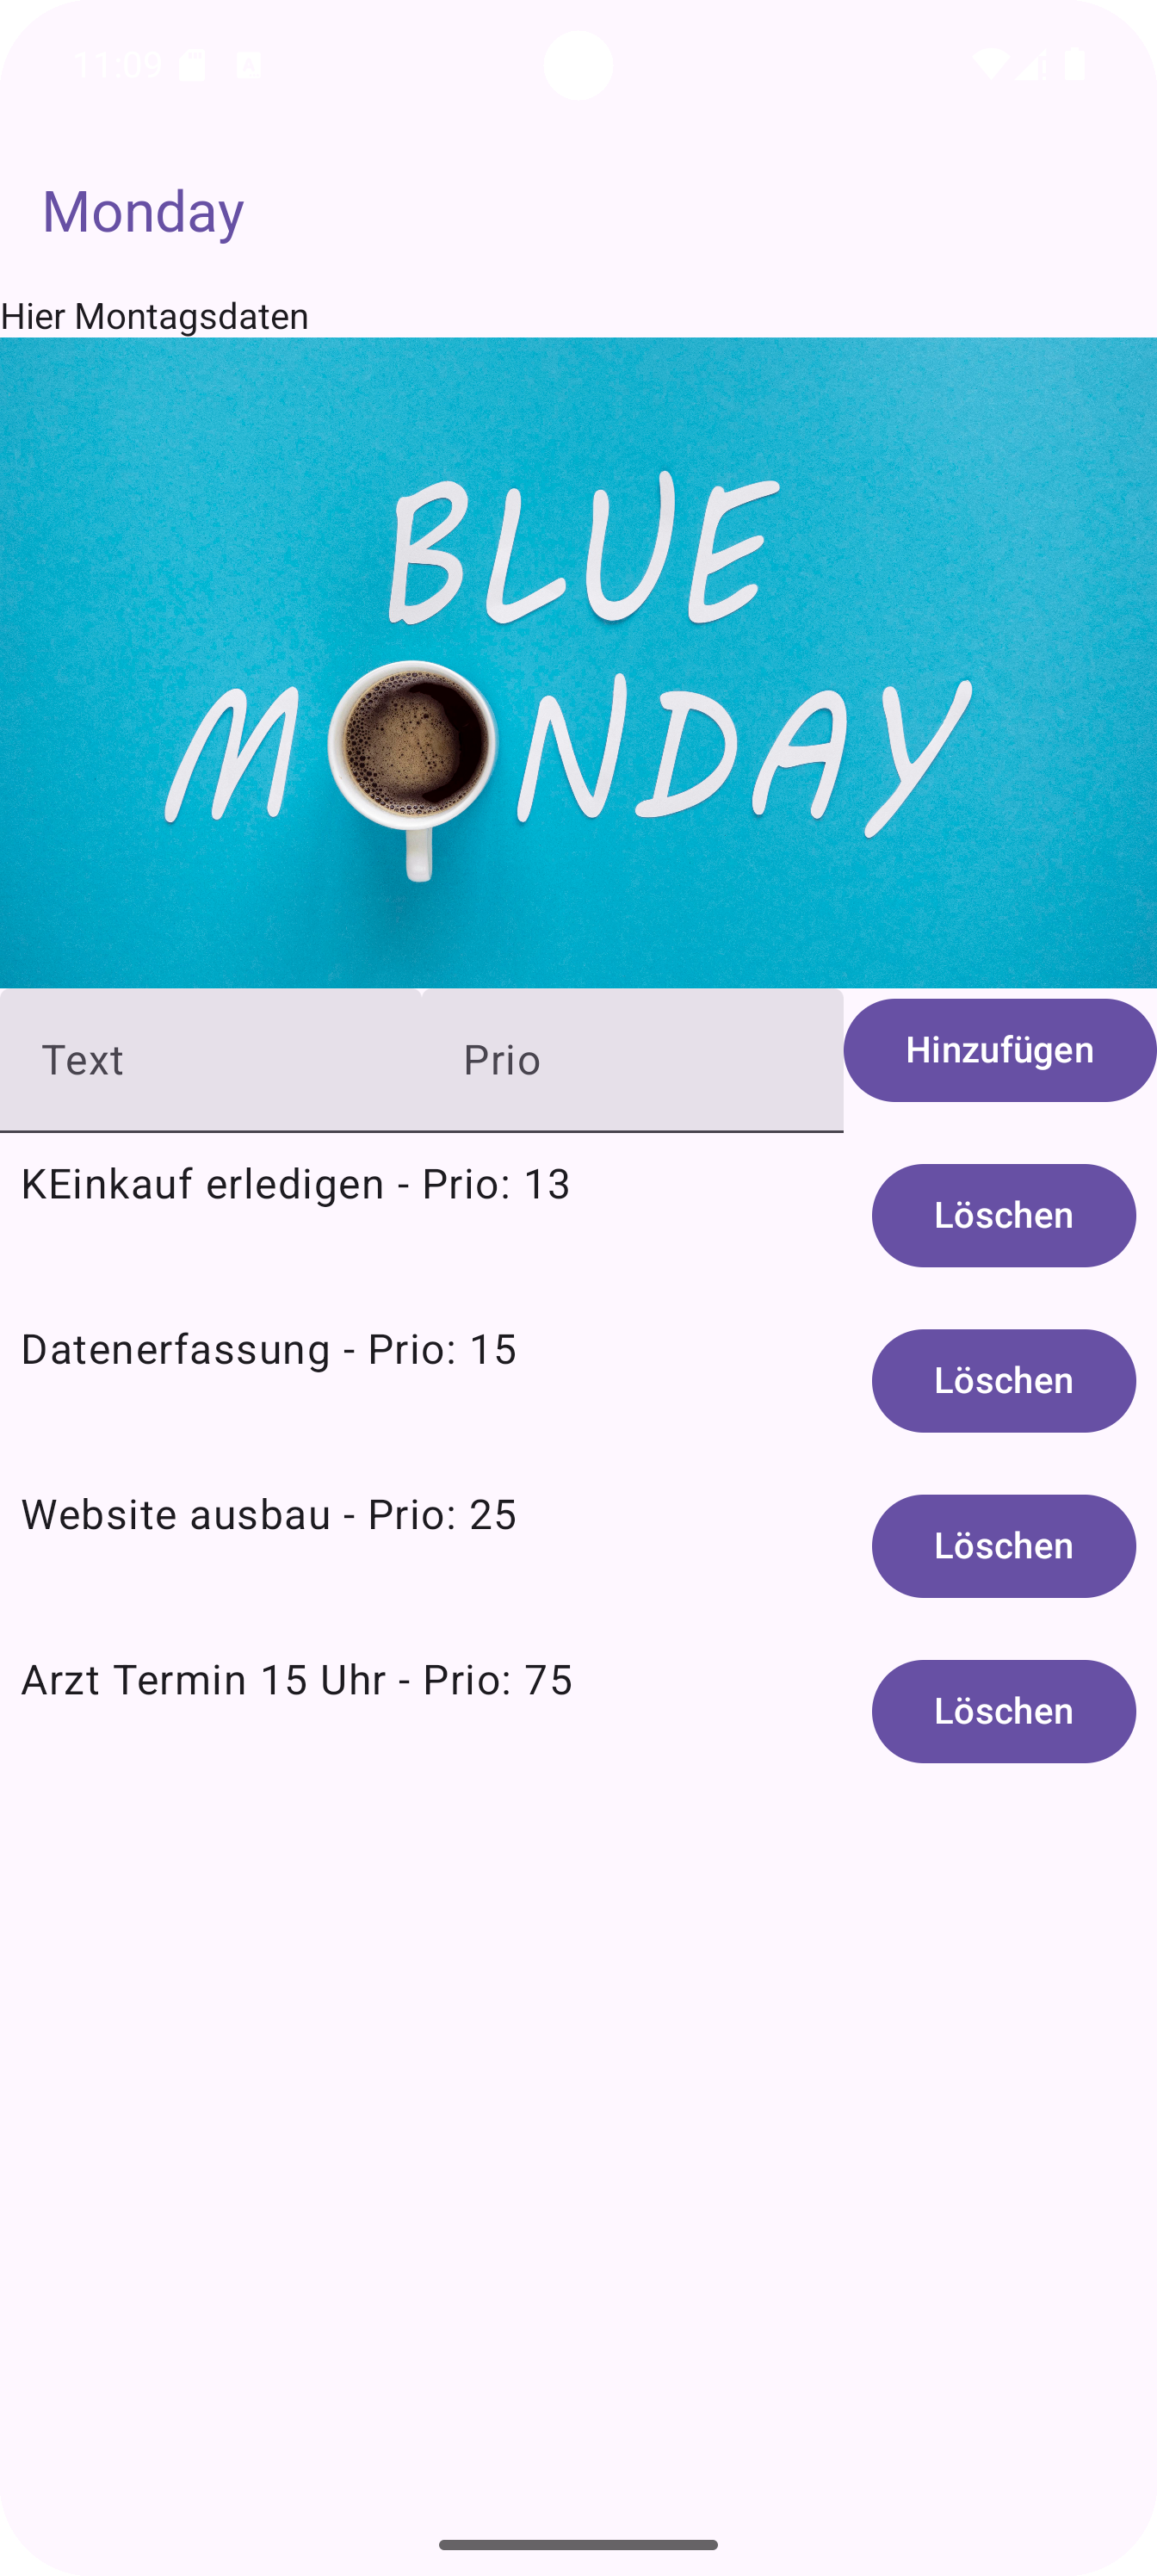 11:09
Monday
Hier Montagsdaten
BLUE
MONDAY
Text Prio Hinzufügen
KEinkauf erledigen - Prio: 13 Löschen
Datenerfassung - Prio: 15 Löschen
Website ausbau - Prio: 25 Löschen
Arzt Termin 15 Uhr - Prio: 75 Löschen